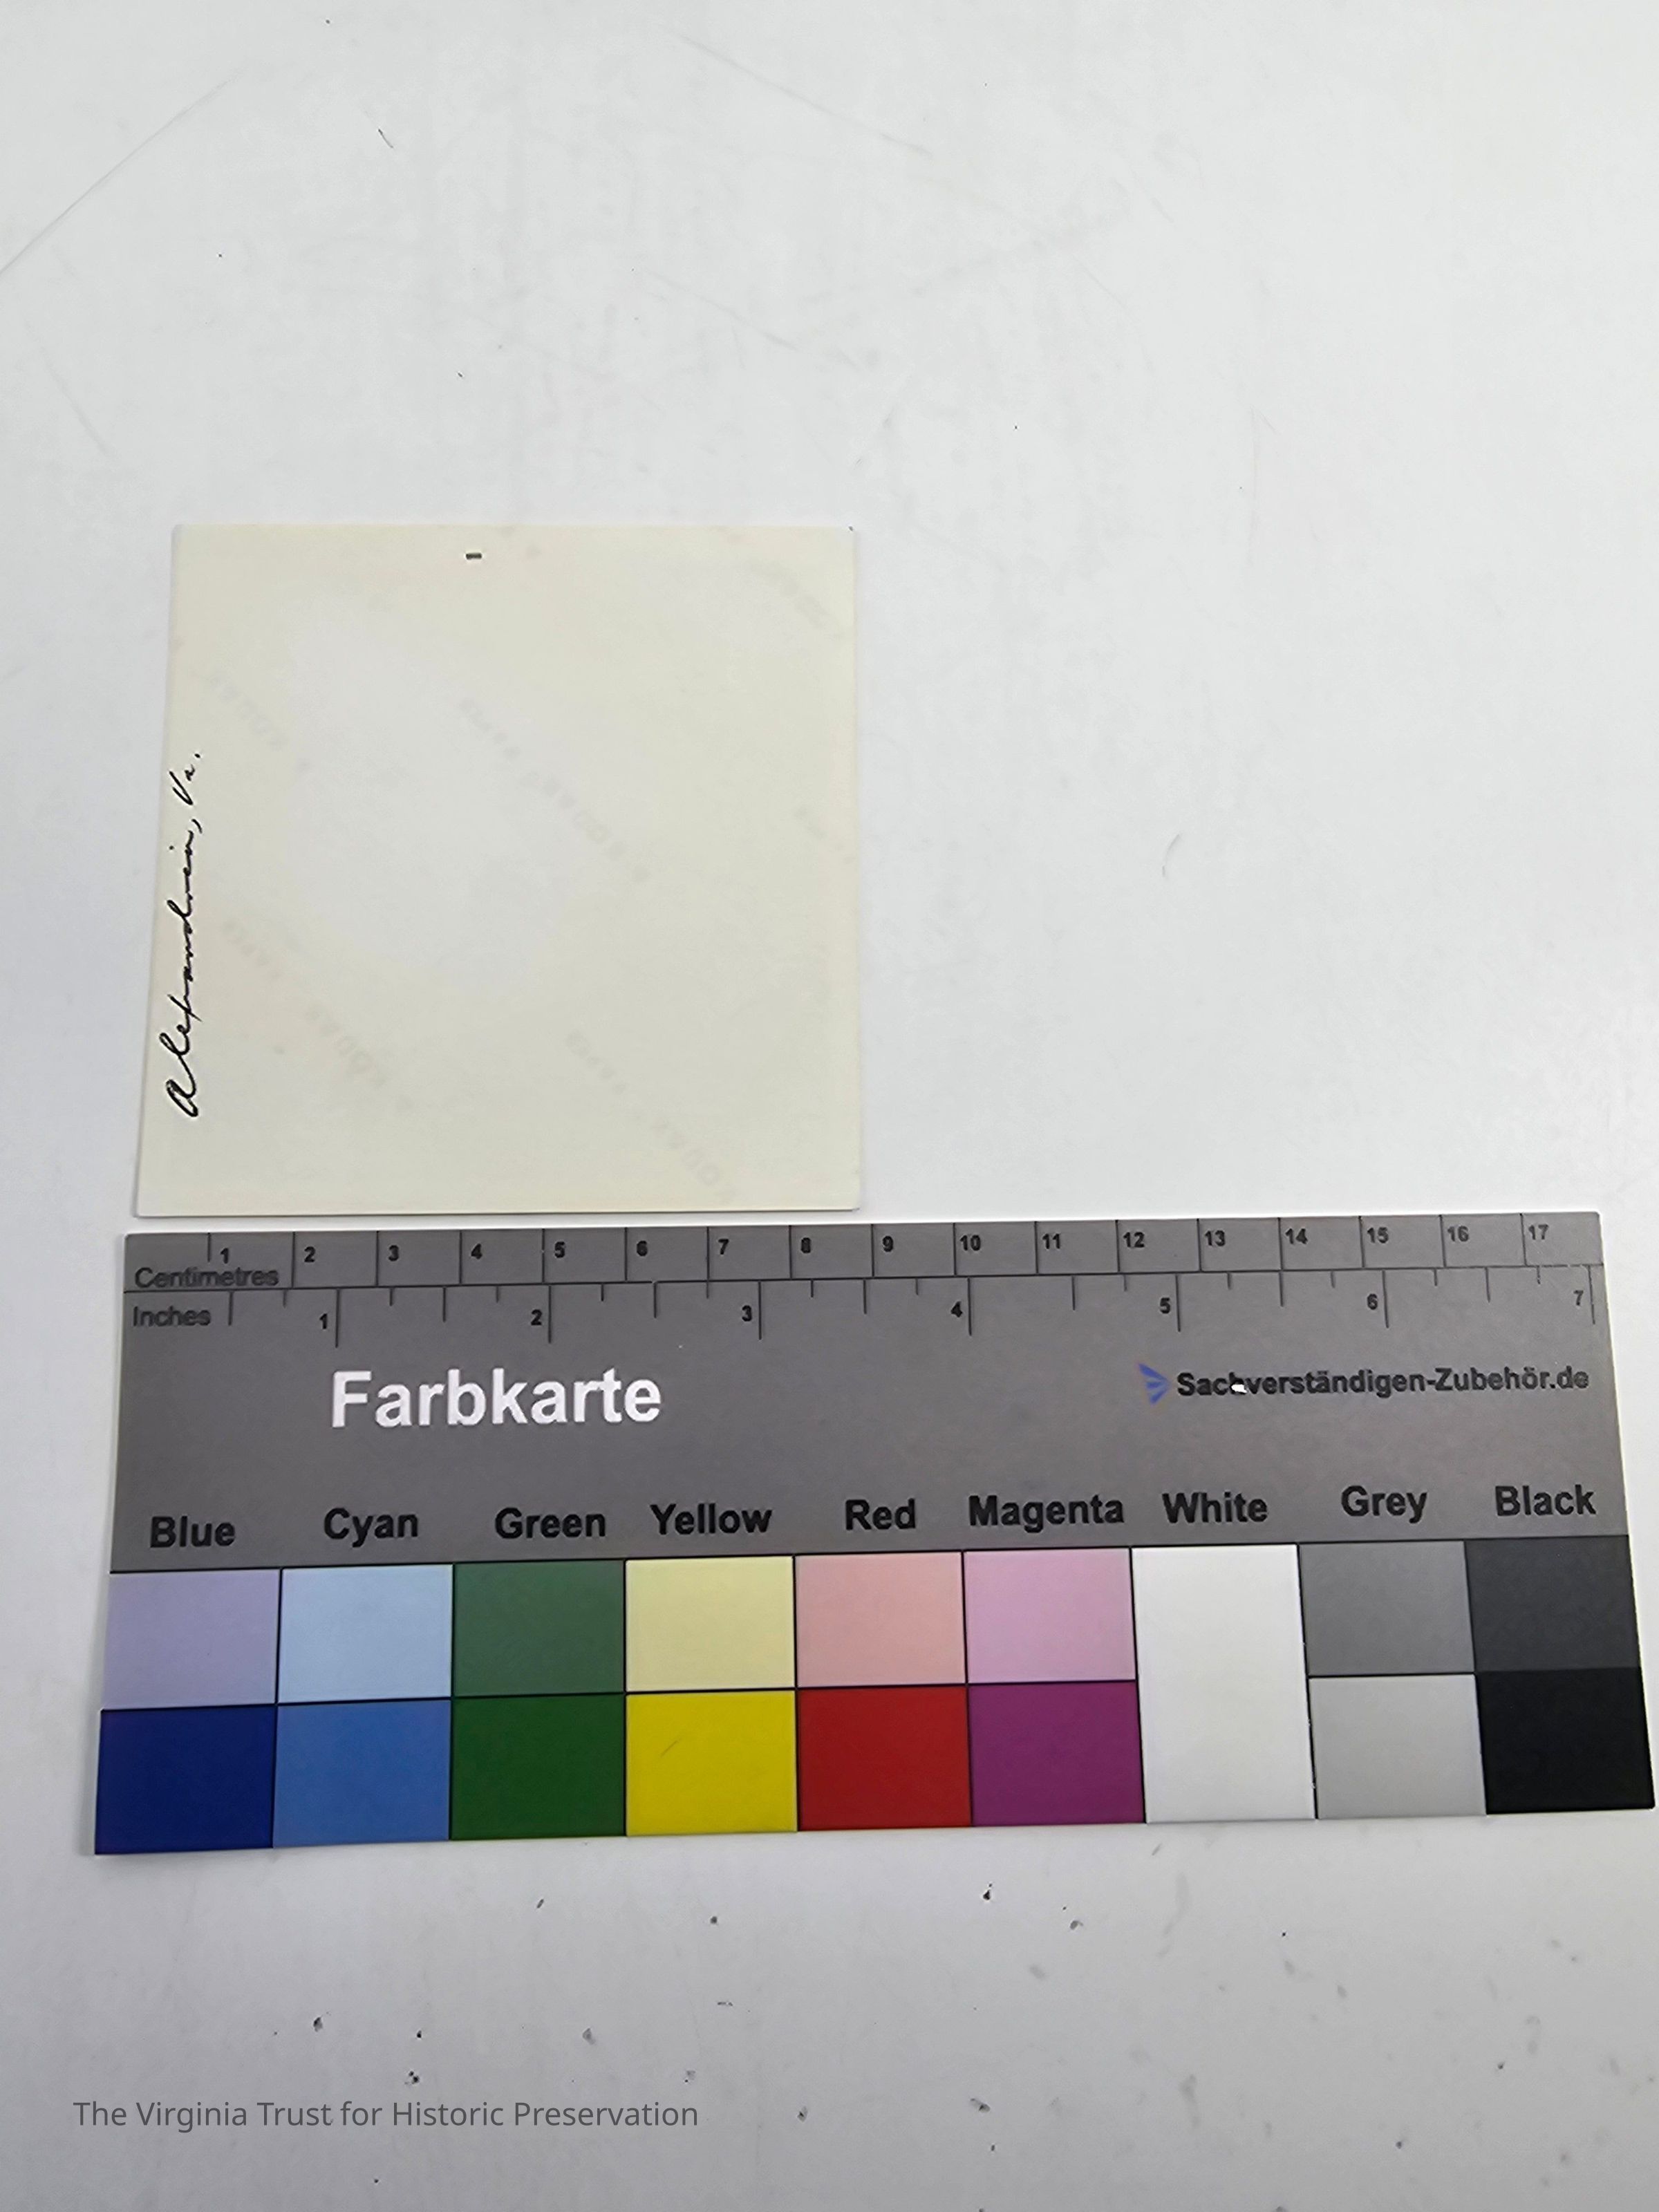 Alexandria, Va.
1 2 3 4 5 6 7 8 9 10 11 12 13 14 15 16 17
Centimetres
Inches 1 2 3 4 5 6 7
Farbkarte
Sachverständigen-Zubehör.de
Blue Cyan Green Yellow Red Magenta White Grey Black
The Virginia Trust for Historic Preservation